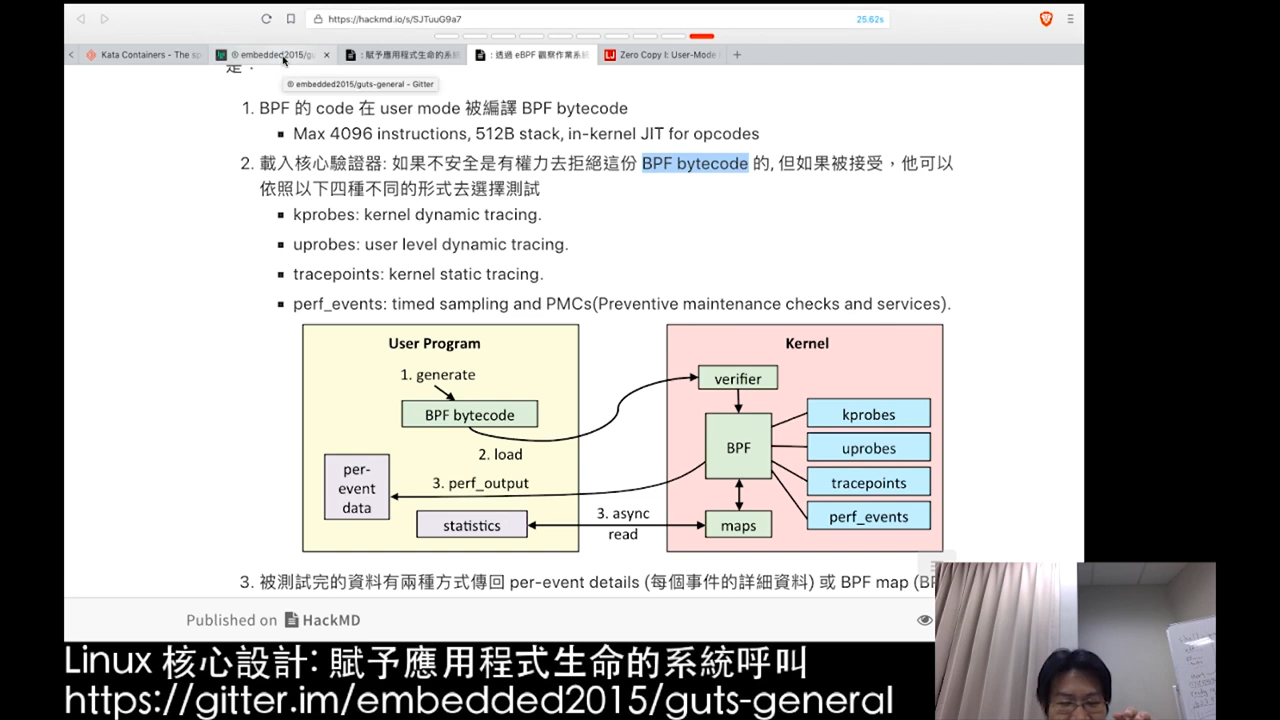 https://hackmd.io/s/SJTuuG9a7
25.62s
Kata Containers - The sp
embedded2015/gu
: 賦予應用程式生命的系統
: 透過 eBPF 觀察作業系統
Zero Copy I: User-Mode
是：
embedded2015/guts-general - Gitter
1. BPF 的 code 在 user mode 被編譯 BPF bytecode
Max 4096 instructions, 512B stack, in-kernel JIT for opcodes
2. 載入核心驗證器: 如果不安全是有權力去拒絕這份 BPF bytecode 的, 但如果被接受，他可以
依照以下四種不同的形式去選擇測試
kprobes: kernel dynamic tracing.
uprobes: user level dynamic tracing.
tracepoints: kernel static tracing.
perf_events: timed sampling and PMCs(Preventive maintenance checks and services).
User Program
Kernel
1. generate
verifier
BPF bytecode
kprobes
BPF
uprobes
2. load
per-
event
data
3. perf_output
tracepoints
statistics
3. async
read
maps
perf_events
3. 被測試完的資料有兩種方式傳回 per-event details (每個事件的詳細資料) 或 BPF map (BP
Published on HackMD
Linux 核心設計: 賦予應用程式生命的系統呼叫
https://gitter.im/embedded2015/guts-general